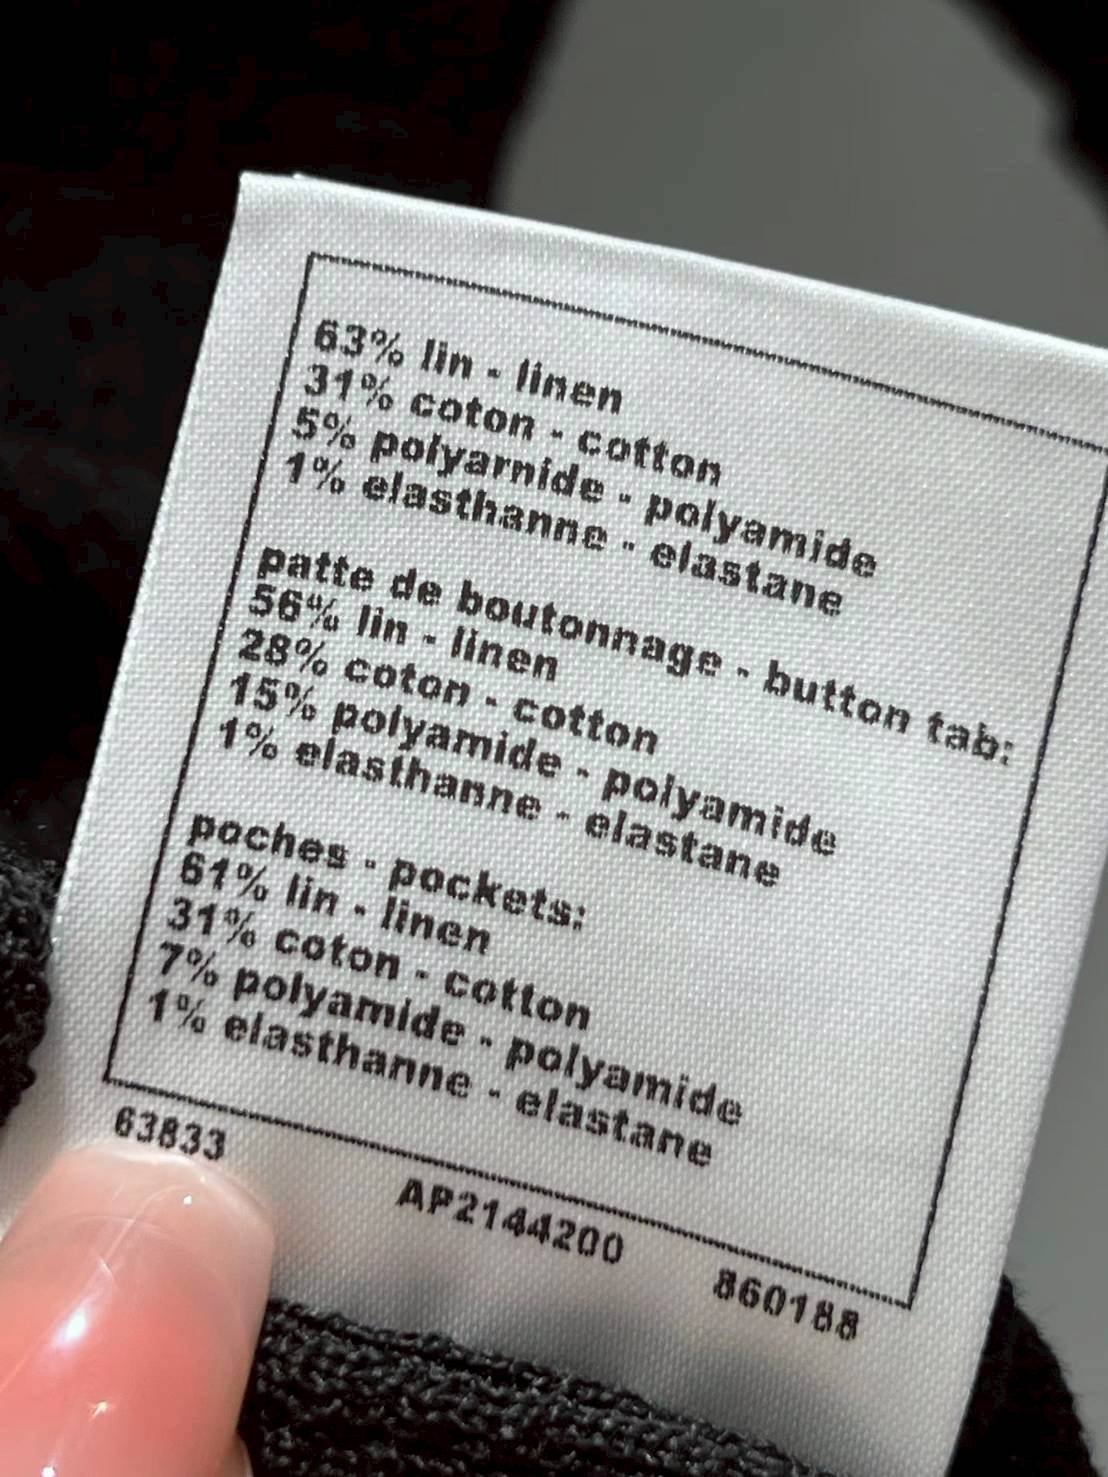 63% lin - linen
31% coton - cotton
5% polyarnide - polyamide
1% elasthanne - elastane
patte de boutonnage - button tab:
56% lin - linen
28% coton - cotton
15% polyamide - polyamide
1% elasthanne - elastane
poches - pockets:
61% lin - linen
31% coton - cotton
7% polyamide - polyamide
1% elasthanne - elastane
63833
AP2144200
860188